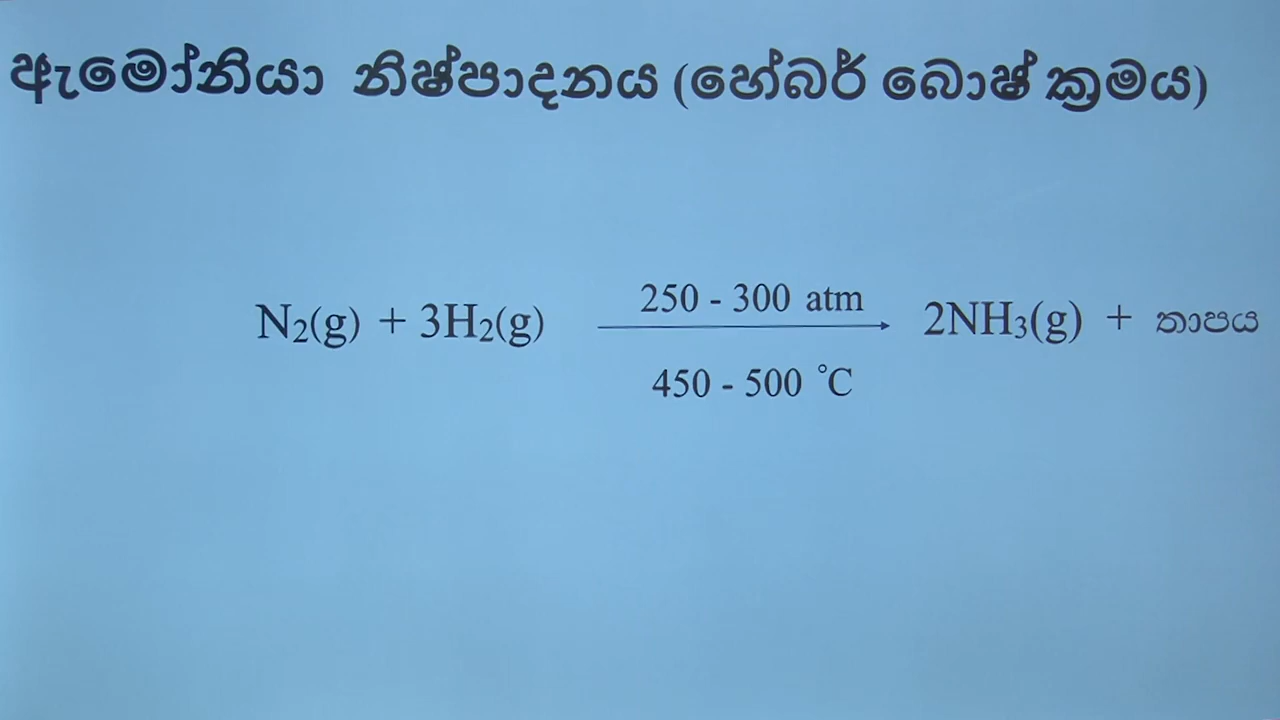 ඇමෝනියා නිෂ්පාදනය (හේබර් බොෂ් ක්‍රමය)
250 - 300 atm
N2(g) + 3H2(g) → 2NH3(g) + තාපය
450 - 500 °C